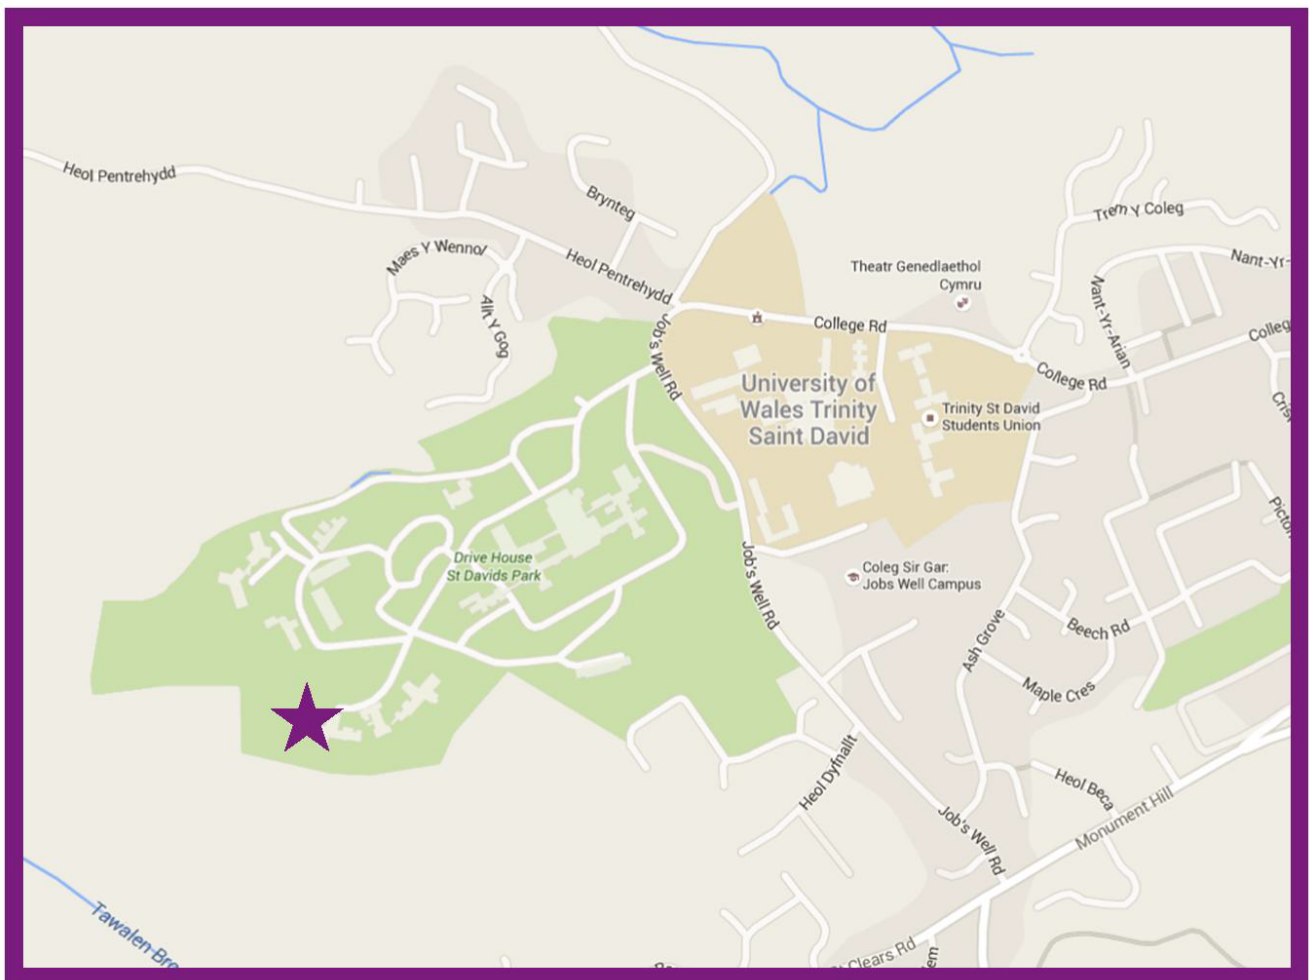 Heol Pentrehydd
Brynteg
Trem Y Coleg
Maes Y Wennol
Heol Pentrehydd
Theatr Genedlaethol
Cymru
Nant-Yr-
Nant-Yr-Arian
Allt Y Gog
Job's Well Rd
College Rd
Colleg
College Rd
University of
Wales Trinity
Saint David
Trinity St David
Students Union
Drive House
St Davids Park
Job's Well Rd
Coleg Sir Gar:
Jobs Well Campus
Beech Rd
Ash Grove
Maple Cres
Heol Dyfnallt
Heol Beca
Monument Hill
Job's Well Rd
Clears Rd